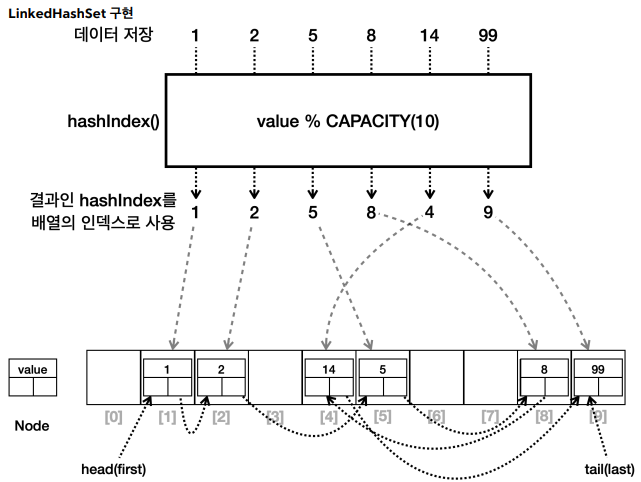 LinkedHashSet 구현
데이터 저장 1 2 5 8 14 99
hashIndex() value % CAPACITY(10)
결과인 hashIndex를
배열의 인덱스로 사용
1 2 5 8 4 9
value 1 2 14 5 8 99
Node [0] [1] [2] [3] [4] [5] [6] [7] [8] [9]
head(first) tail(last)